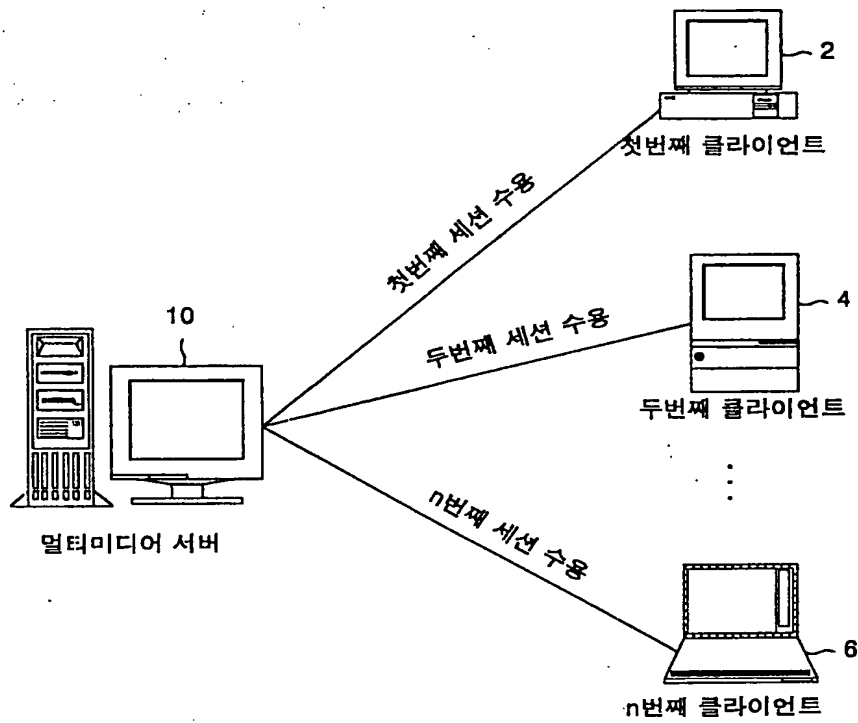 2
첫번째 클라이언트
첫번째 세션 수용
4
10
두번째 세션 수용
두번째 클라이언트
n번째 세션 수용
멀티미디어 서버
6
n번째 클라이언트